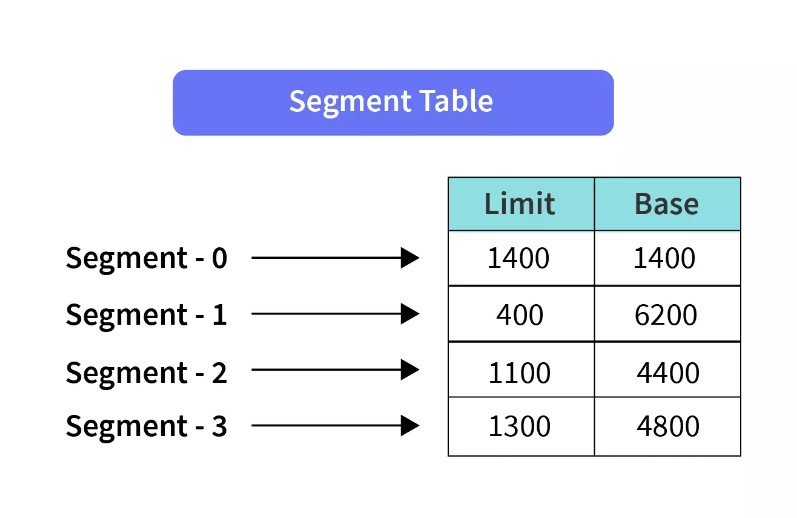 Segment Table
Limit Base
Segment - 0 1400 1400
Segment - 1 400 6200
Segment - 2 1100 4400
Segment - 3 1300 4800